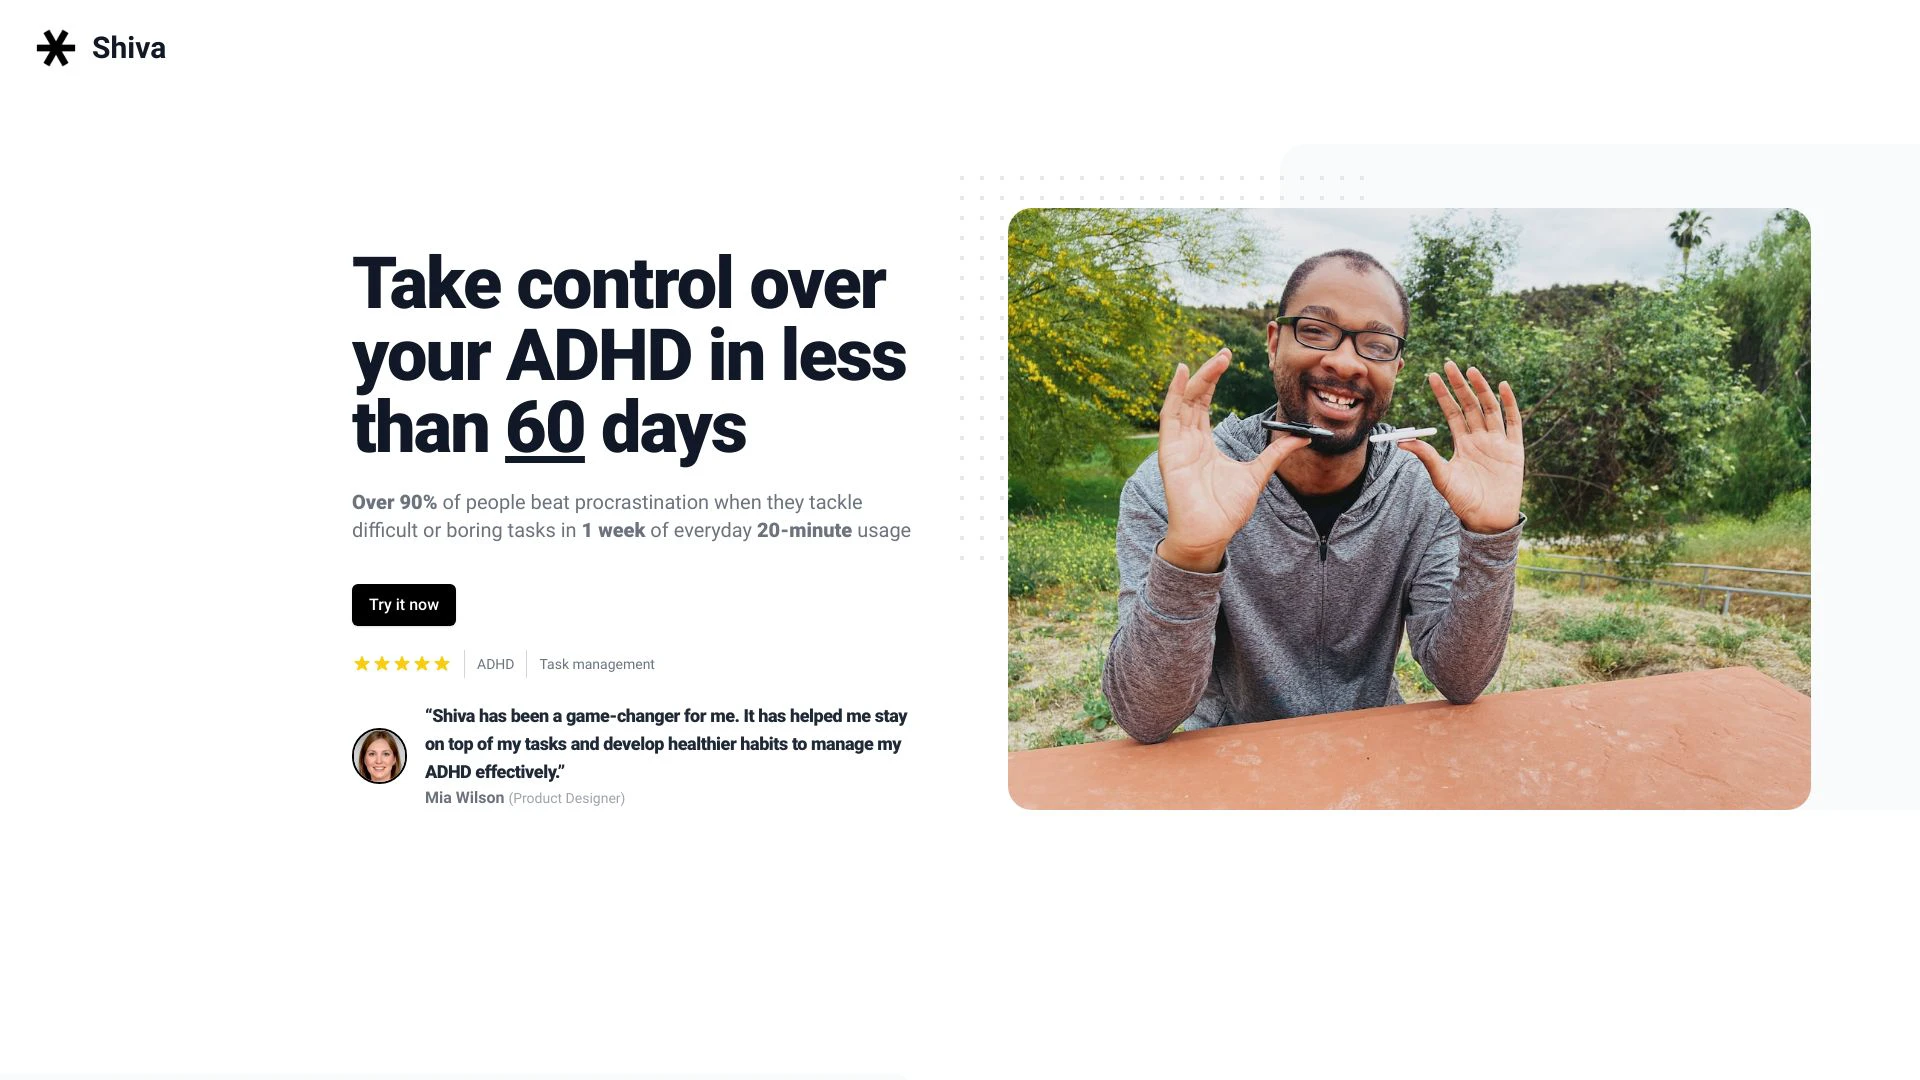 Shiva
Take control over
your ADHD in less
than 60 days
Over 90% of people beat procrastination when they tackle
difficult or boring tasks in 1 week of everyday 20-minute usage
Try it now
ADHD
Task management
“Shiva has been a game-changer for me. It has helped me stay
on top of my tasks and develop healthier habits to manage my
ADHD effectively.”
Mia Wilson (Product Designer)